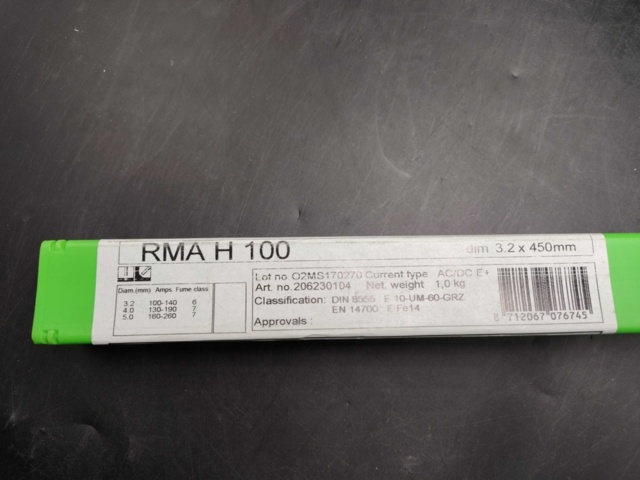 RMA H 100
dim 3.2 x 450mm
Lot no. O2MS170270 Current type AC/DC E+
Art. no. 206230104 Net. weight 1,0 kg
Diam.(mm) Amps. Fume class
3.2 100-140 6
4.0 130-190 7
5.0 160-260 7
Classification: DIN 8555 E 10-UM-60-GRZ
EN 14700: E Fe14
Approvals :
8 712067 076745